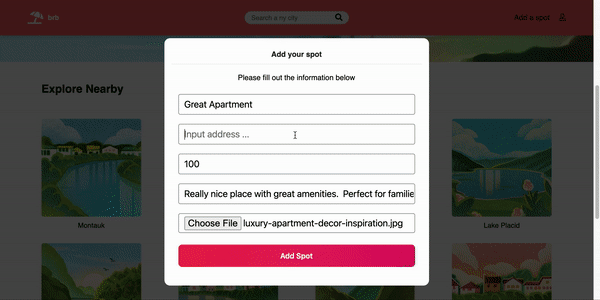 bnb
Search a ny city
Add a spot
Add your spot
Please fill out the information below
Explore Nearby
Great Apartment
Input address ...
100
Really nice place with great amenities. Perfect for familie
Choose File luxury-apartment-decor-inspiration.jpg
Montauk
Lake Placid
Add Spot